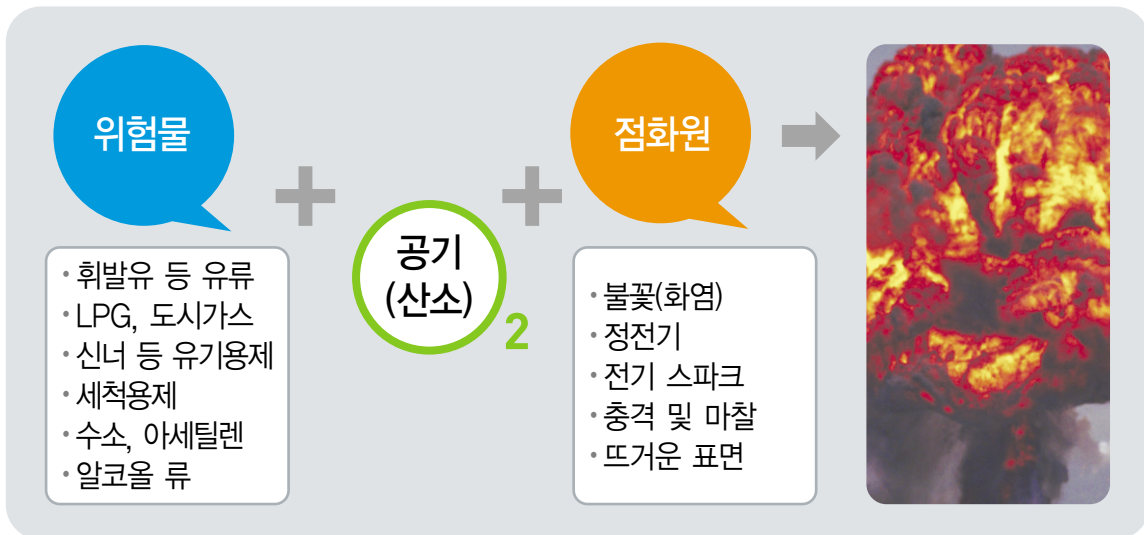 위험물
· 휘발유 등 유류
· LPG, 도시가스
· 신너 등 유기용제
· 세척용제
· 수소, 아세틸렌
· 알코올 류
+
공기
(산소)
2
+
점화원
· 불꽃(화염)
· 정전기
· 전기 스파크
· 충격 및 마찰
· 뜨거운 표면